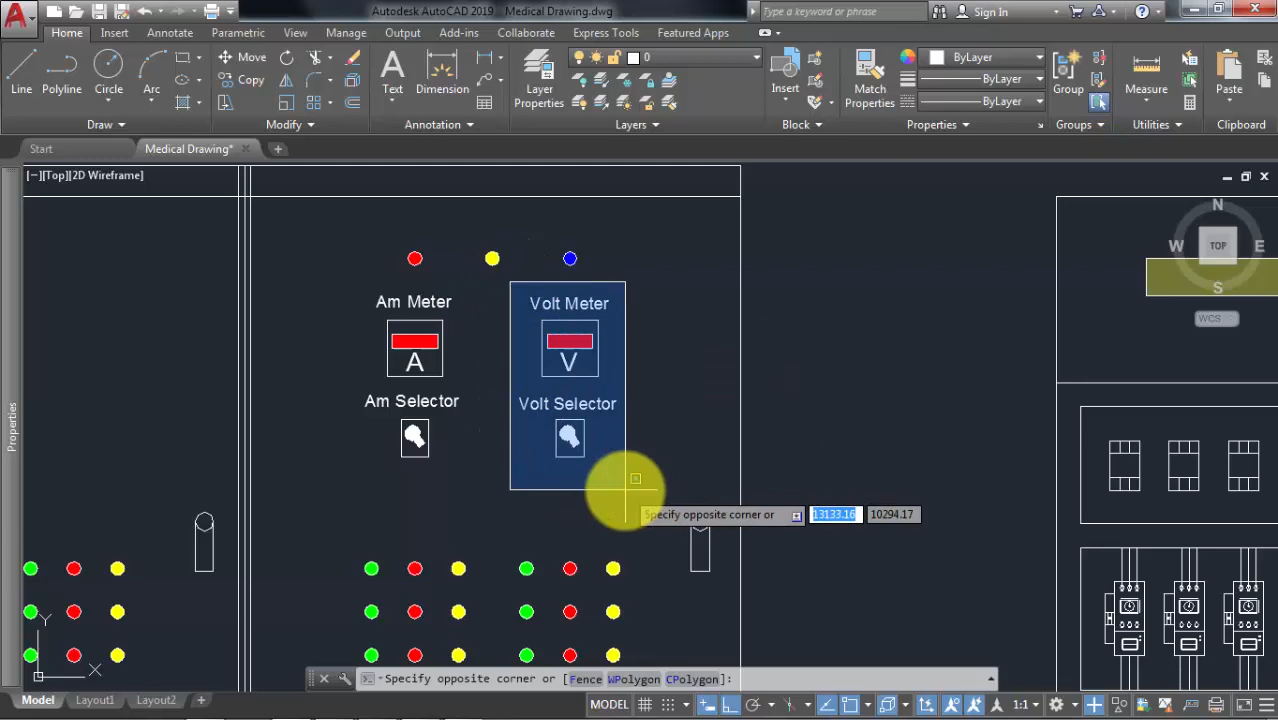 Autodesk AutoCAD 2019 Medical Drawing.dwg
Type a keyword or phrase
Sign In
Home Insert Annotate Parametric View Manage Output Add-ins Collaborate Express Tools Featured Apps
Line
Polyline
Circle
Arc
Move
Copy
Text
Dimension
Layer
Properties
0
Insert
Match
Properties
ByLayer
ByLayer
ByLayer
Group
Measure
Paste
Draw
Modify
Annotation
Layers
Block
Properties
Groups
Utilities
Clipboard
Start
Medical Drawing*
[−][Top][2D Wireframe]
N
W TOP E
S
WCS
Properties
Am Meter
Volt Meter
A
V
Am Selector
Volt Selector
Specify opposite corner or 13133.16 10294.17
Y
X
Specify opposite corner or [Fence WPolygon CPolygon]:
Model Layout1 Layout2
MODEL
1:1